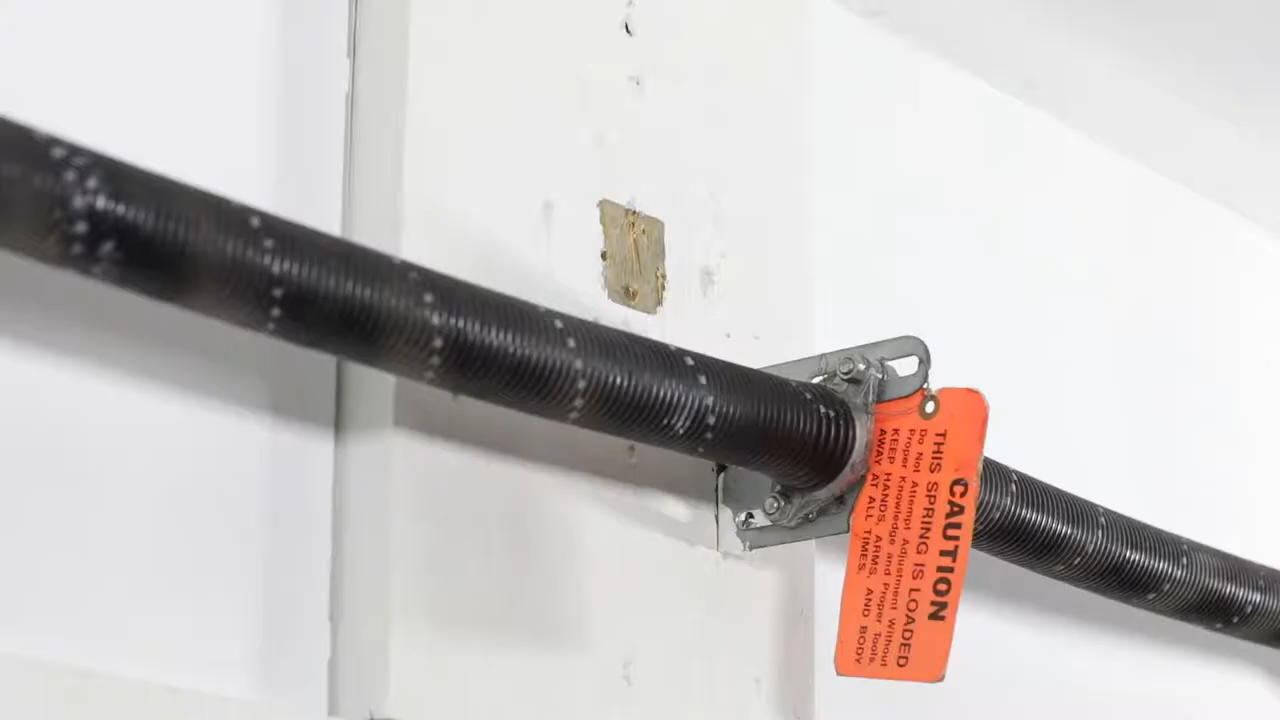 CAUTION
THIS SPRING IS LOADED
Do Not Attempt Adjustment Without
Proper Knowledge and Proper Tools.
KEEP HANDS, ARMS, AND BODY
AWAY AT ALL TIMES.